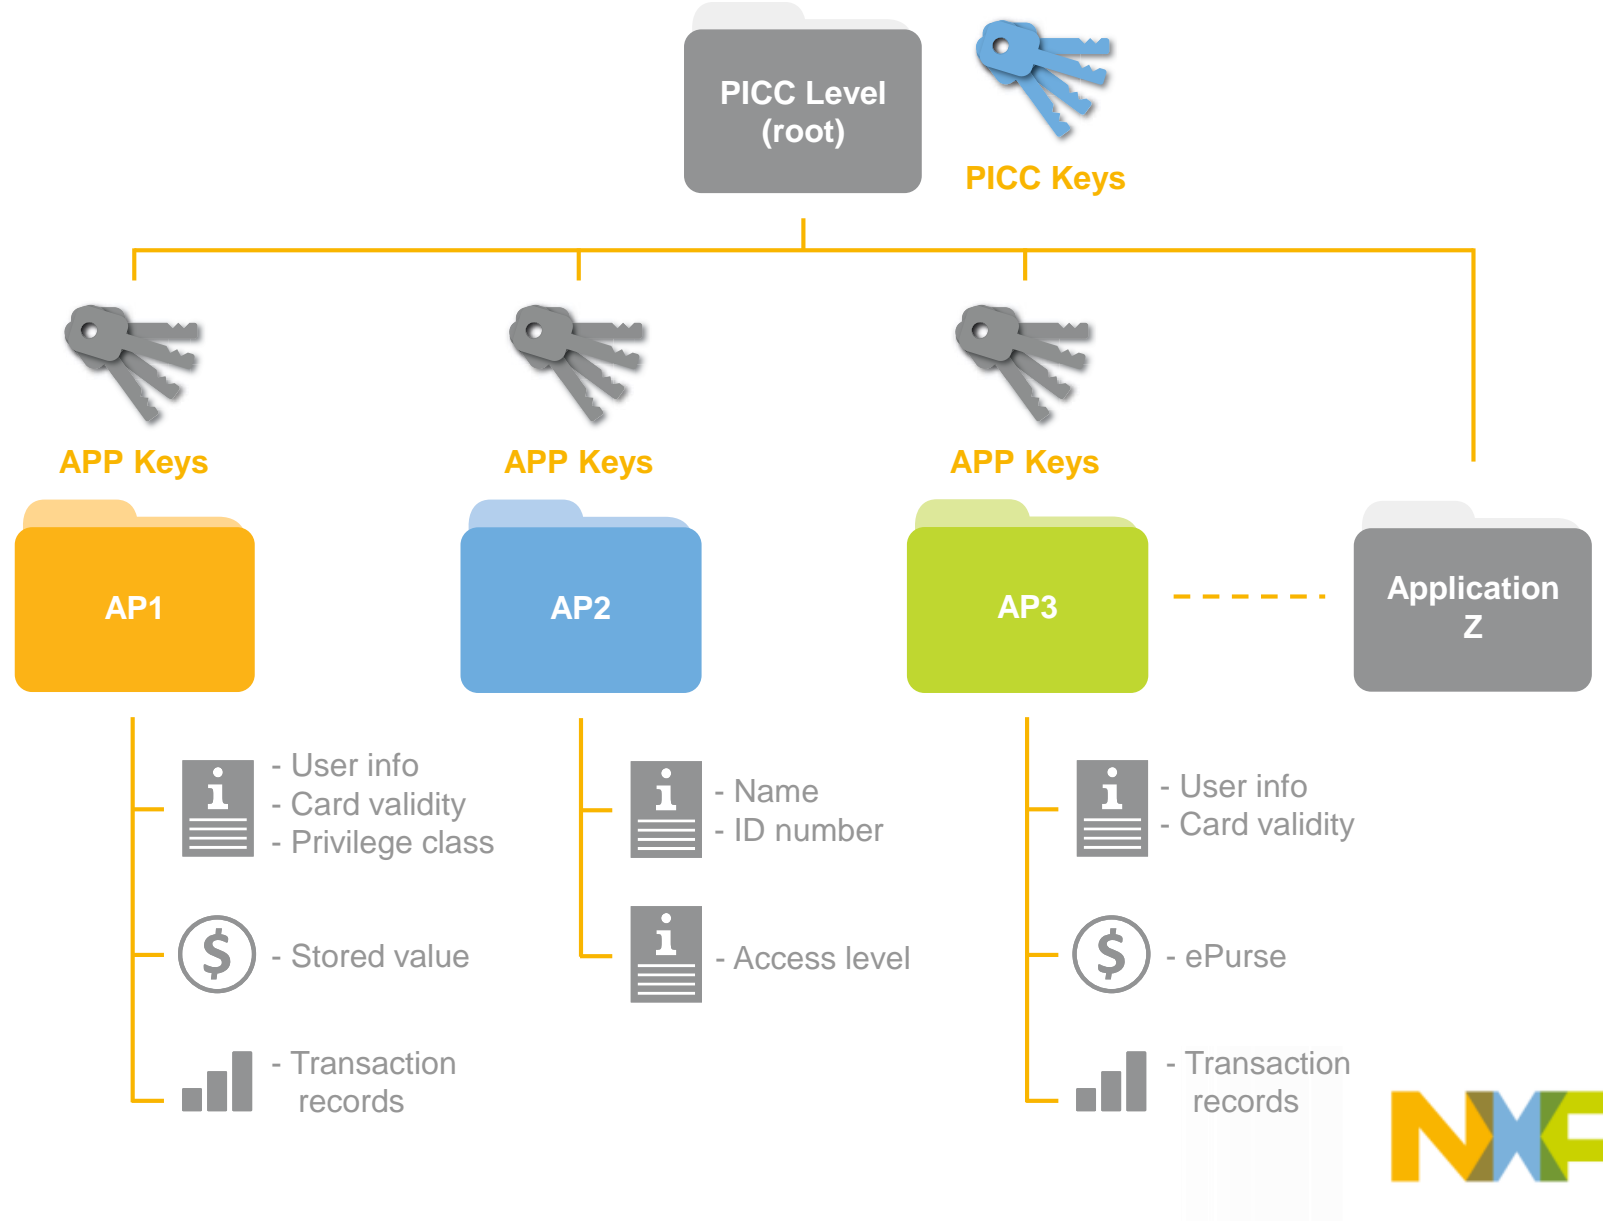 PICC Level
(root)
PICC Keys
APP Keys
APP Keys
APP Keys
AP1
AP2
AP3
Application
Z
- User info
- Card validity
- Privilege class
- Stored value
- Transaction
records
- Name
- ID number
- Access level
- User info
- Card validity
- ePurse
- Transaction
records
NXP